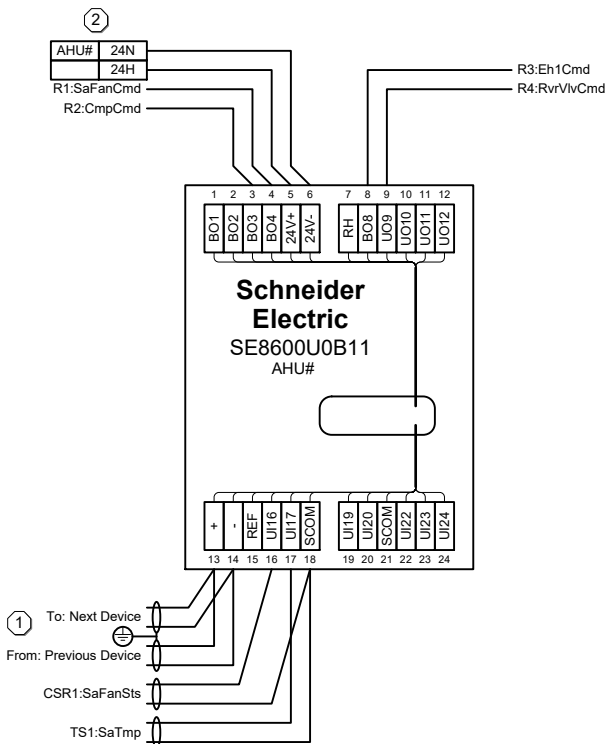 2
AHU# 24N
24H
R1:SaFanCmd
R2:CmpCmd
R3:Eh1Cmd
R4:RvrVlvCmd
1 2 3 4 5 6 7 8 9 10 11 12
BO1 BO2 BO3 BO4 24V+ 24V- RH BO8 UO9 UO10 UO11 UO12
Schneider
Electric
SE8600U0B11
AHU#
+ - REF UI16 UI17 SCOM UI19 UI20 SCOM UI22 UI23 UI24
13 14 15 16 17 18 19 20 21 22 23 24
1
To: Next Device
From: Previous Device
CSR1:SaFanSts
TS1:SaTmp